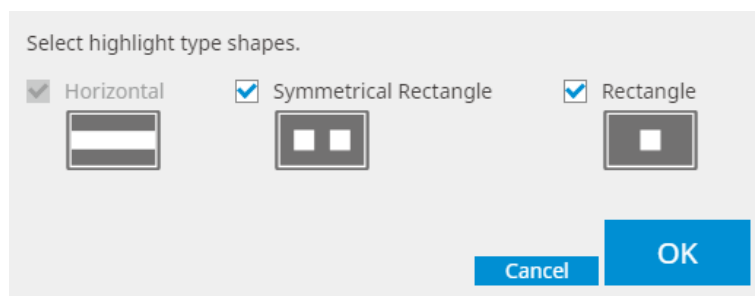 Select highlight type shapes.
Horizontal Symmetrical Rectangle Rectangle
Cancel OK